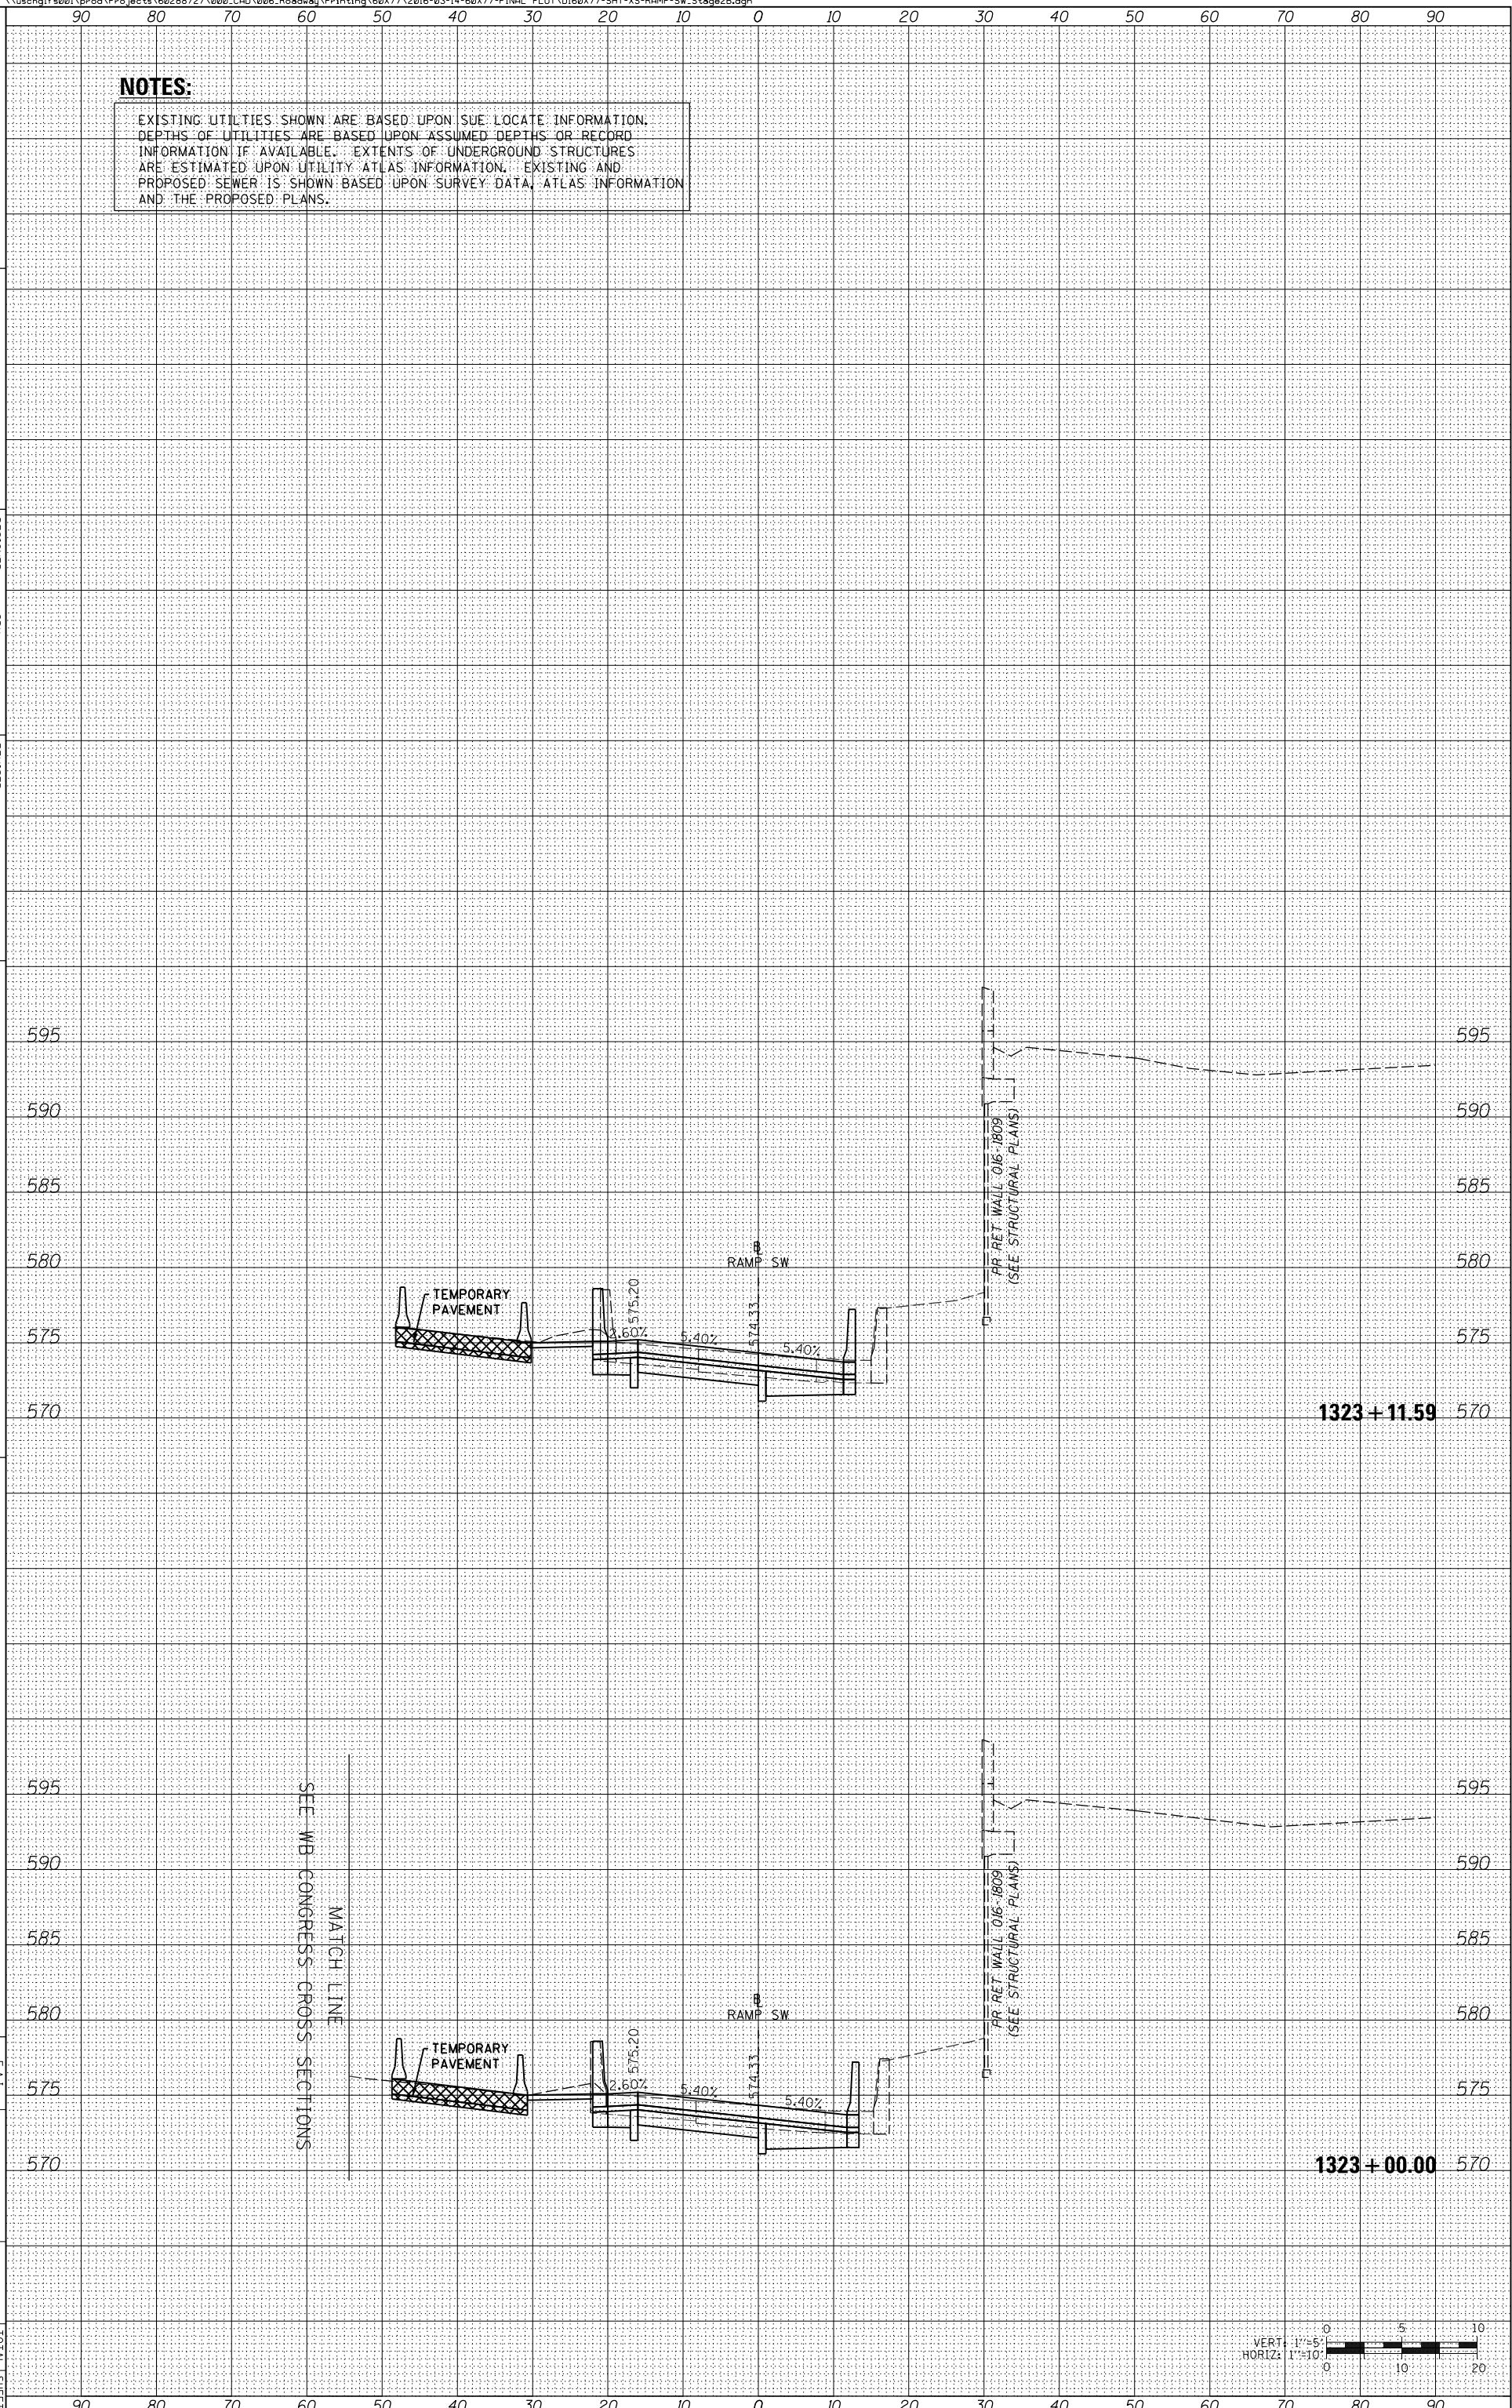 90 80 70 60 50 40 30 20 10 0 10 20 30 40 50 60 70 80 90
NOTES:
EXISTING UTILTIES SHOWN ARE BASED UPON SUE LOCATE INFORMATION.
DEPTHS OF UTILITIES ARE BASED UPON ASSUMED DEPTHS OR RECORD
INFORMATION IF AVAILABLE. EXTENTS OF UNDERGROUND STRUCTURES
ARE ESTIMATED UPON UTILITY ATLAS INFORMATION. EXISTING AND
PROPOSED SEWER IS SHOWN BASED UPON SURVEY DATA, ATLAS INFORMATION
AND THE PROPOSED PLANS.
595 595
590 590
PR RET WALL 016-1809
(SEE STRUCTURAL PLANS)
585 585
580 580
RAMP SW
TEMPORARY
PAVEMENT
575.20
574.33
2.60% 5.40% 5.40%
575 575
570 570
1323+11.59
595 595
590 590
PR RET WALL 016-1809
(SEE STRUCTURAL PLANS)
MATCH LINE
SEE WB CONGRESS CROSS SECTIONS
585 585
580 580
RAMP SW
TEMPORARY
PAVEMENT
575.20
574.33
2.60% 5.40% 5.40%
575 575
570 570
1323+00.00
0 5 10
VERT: 1"=5'
HORIZ: 1"=10'
0 10 20
90 80 70 60 50 40 30 20 10 0 10 20 30 40 50 60 70 80 90